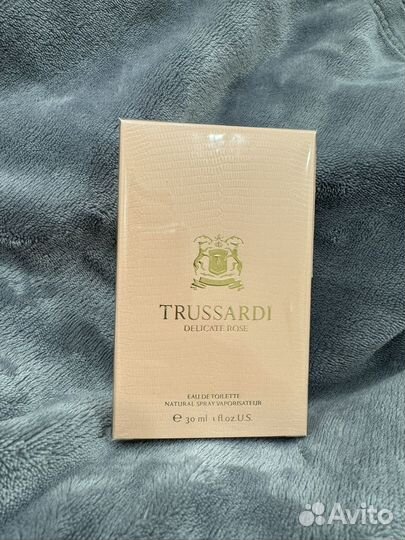 TRUSSARDI
DELICATE ROSE
EAU DE TOILETTE
NATURAL SPRAY VAPORISATEUR
℮ 30 ml 1 fl.oz.U.S.
Avito